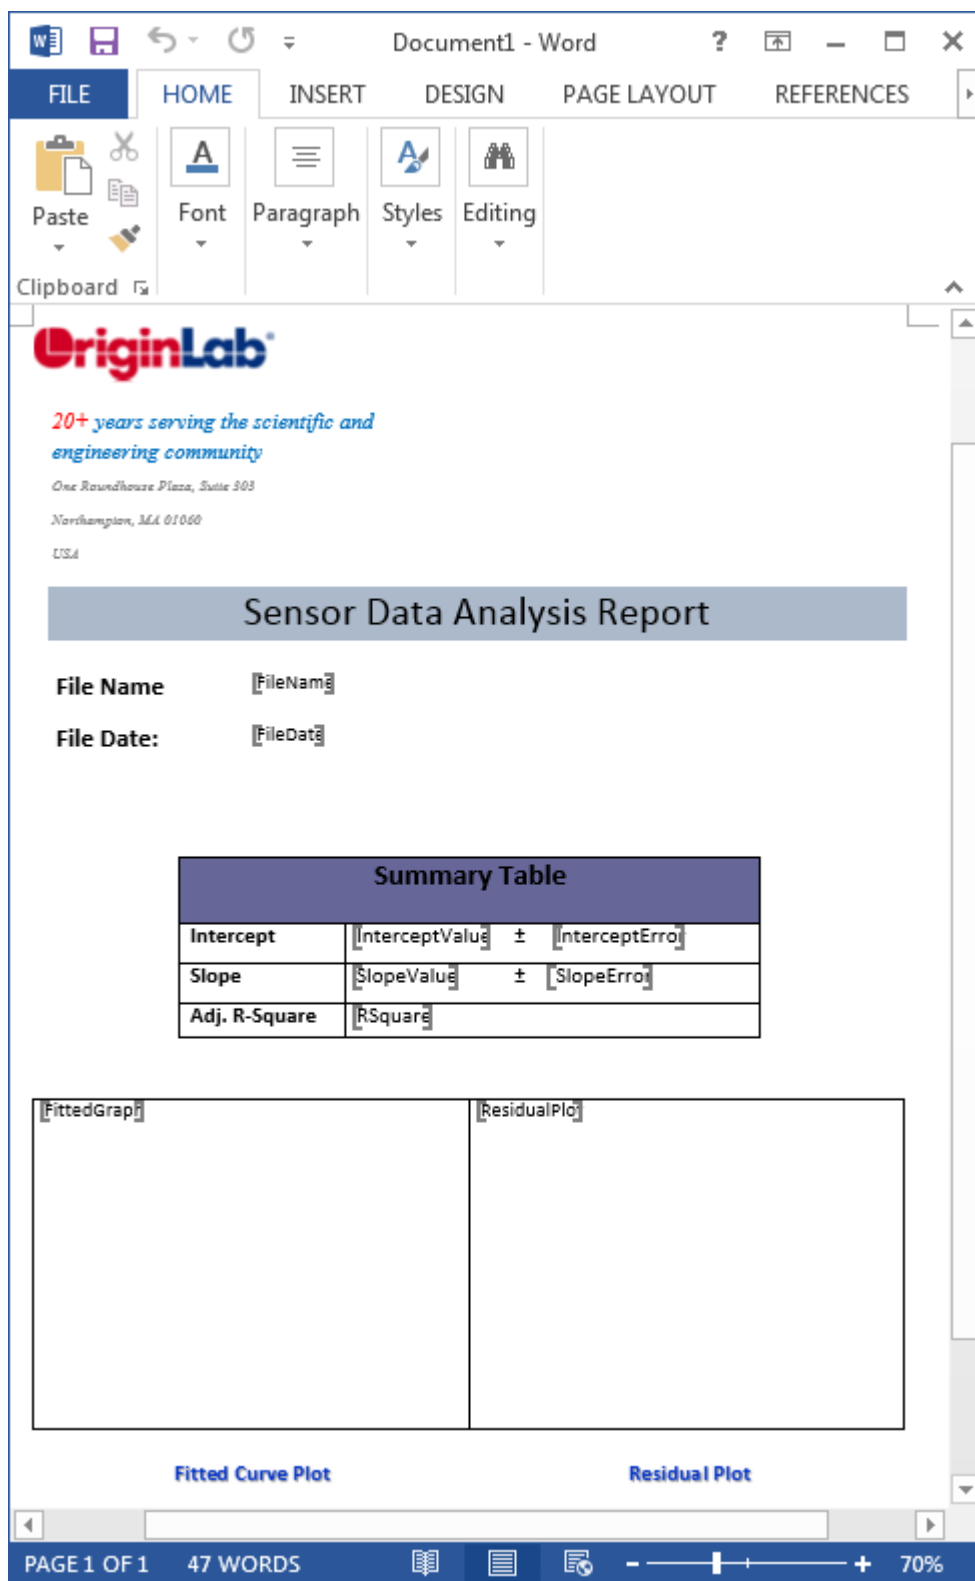 Document1 - Word
FILE HOME INSERT DESIGN PAGE LAYOUT REFERENCES
Paste Font Paragraph Styles Editing
Clipboard
OriginLab
20+ years serving the scientific and
engineering community
One Roundhouse Plaza, Suite 303
Northampton, MA 01060
USA
Sensor Data Analysis Report
File Name [FileName]
File Date: [FileDate]
Summary Table
Intercept [InterceptValue] ± [InterceptError]
Slope [SlopeValue] ± [SlopeError]
Adj. R-Square [RSquare]
[FittedGraph] [ResidualPlot]
Fitted Curve Plot Residual Plot
PAGE 1 OF 1 47 WORDS 70%